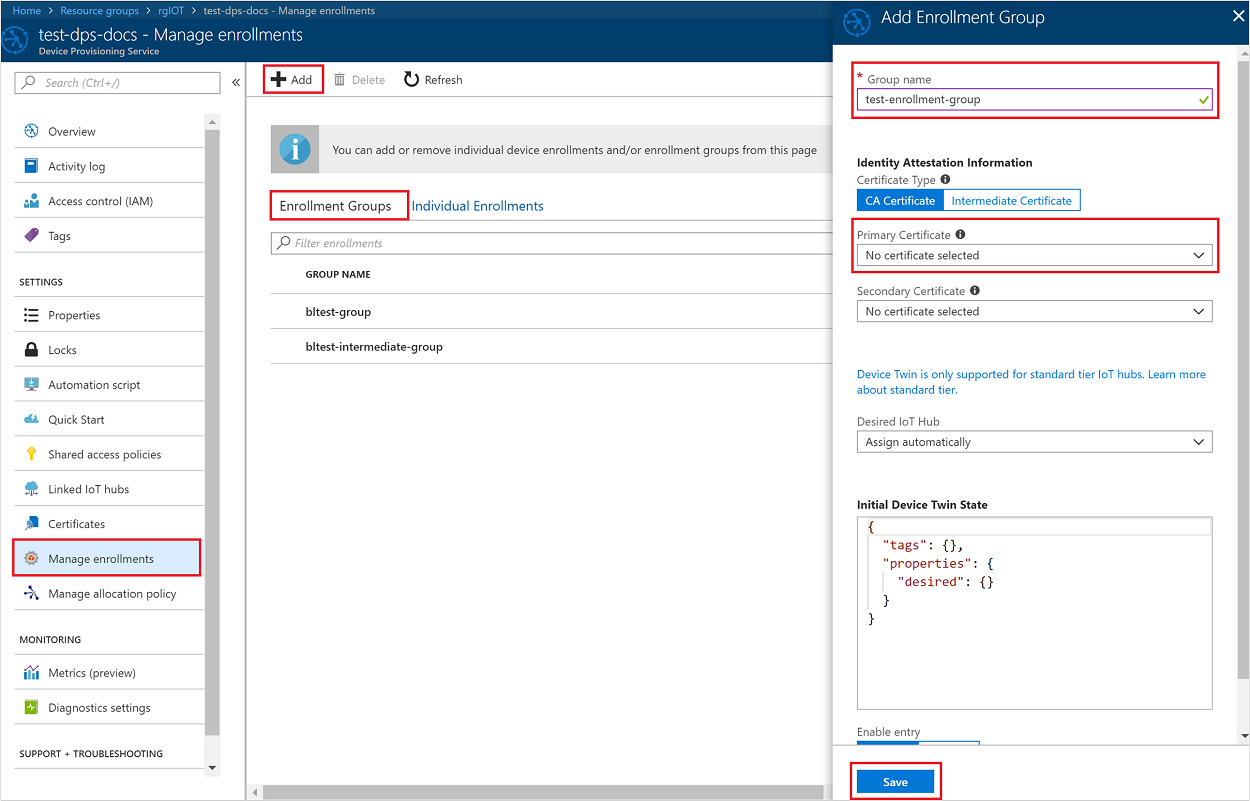 Home > Resource groups > rgIOT > test-dps-docs - Manage enrollments
test-dps-docs - Manage enrollments
Device Provisioning Service
Search (Ctrl+/)
Overview
Activity log
Access control (IAM)
Tags
SETTINGS
Properties
Locks
Automation script
Quick Start
Shared access policies
Linked IoT hubs
Certificates
Manage enrollments
Manage allocation policy
MONITORING
Metrics (preview)
Diagnostics settings
SUPPORT + TROUBLESHOOTING
Add Delete Refresh
You can add or remove individual device enrollments and/or enrollment groups from this page
Enrollment Groups Individual Enrollments
Filter enrollments
GROUP NAME
bltest-group
bltest-intermediate-group
Add Enrollment Group
* Group name
test-enrollment-group
Identity Attestation Information
Certificate Type
CA Certificate Intermediate Certificate
Primary Certificate
No certificate selected
Secondary Certificate
No certificate selected
Device Twin is only supported for standard tier IoT hubs. Learn more
about standard tier.
Desired IoT Hub
Assign automatically
Initial Device Twin State
{
"tags": {},
"properties": {
"desired": {}
}
}
Enable entry
Save